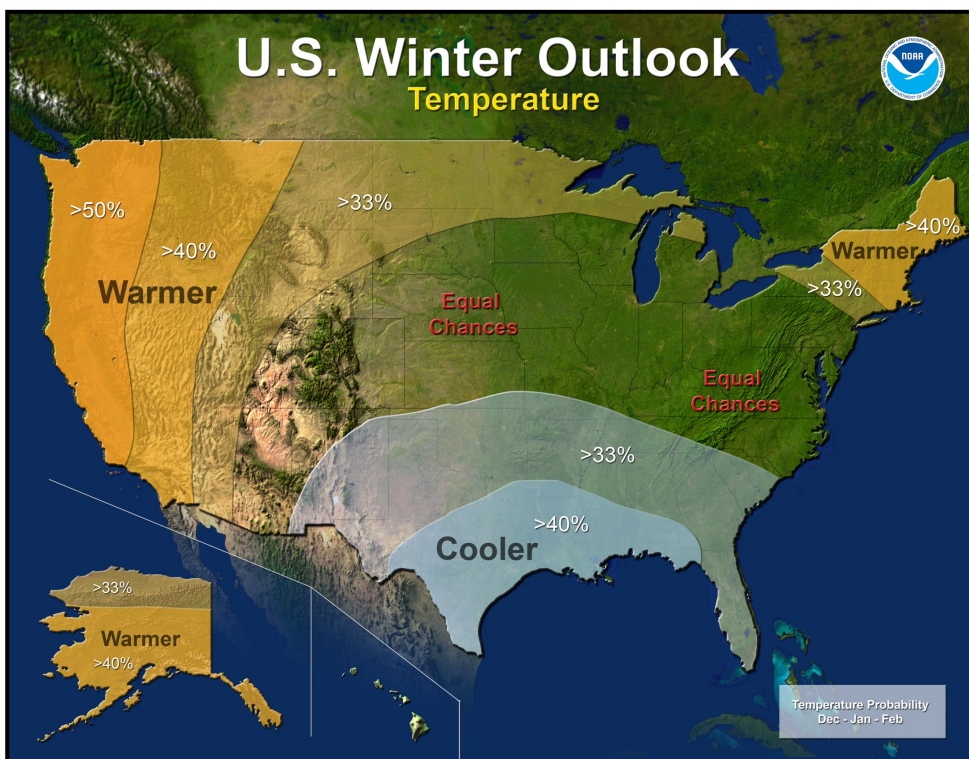 U.S. Winter Outlook
Temperature
NOAA
>50%
>40%
>33%
Warmer
Equal
Chances
>40%
Warmer
>33%
Equal
Chances
>33%
>40%
Cooler
>33%
Warmer
>40%
Temperature Probability
Dec - Jan - Feb